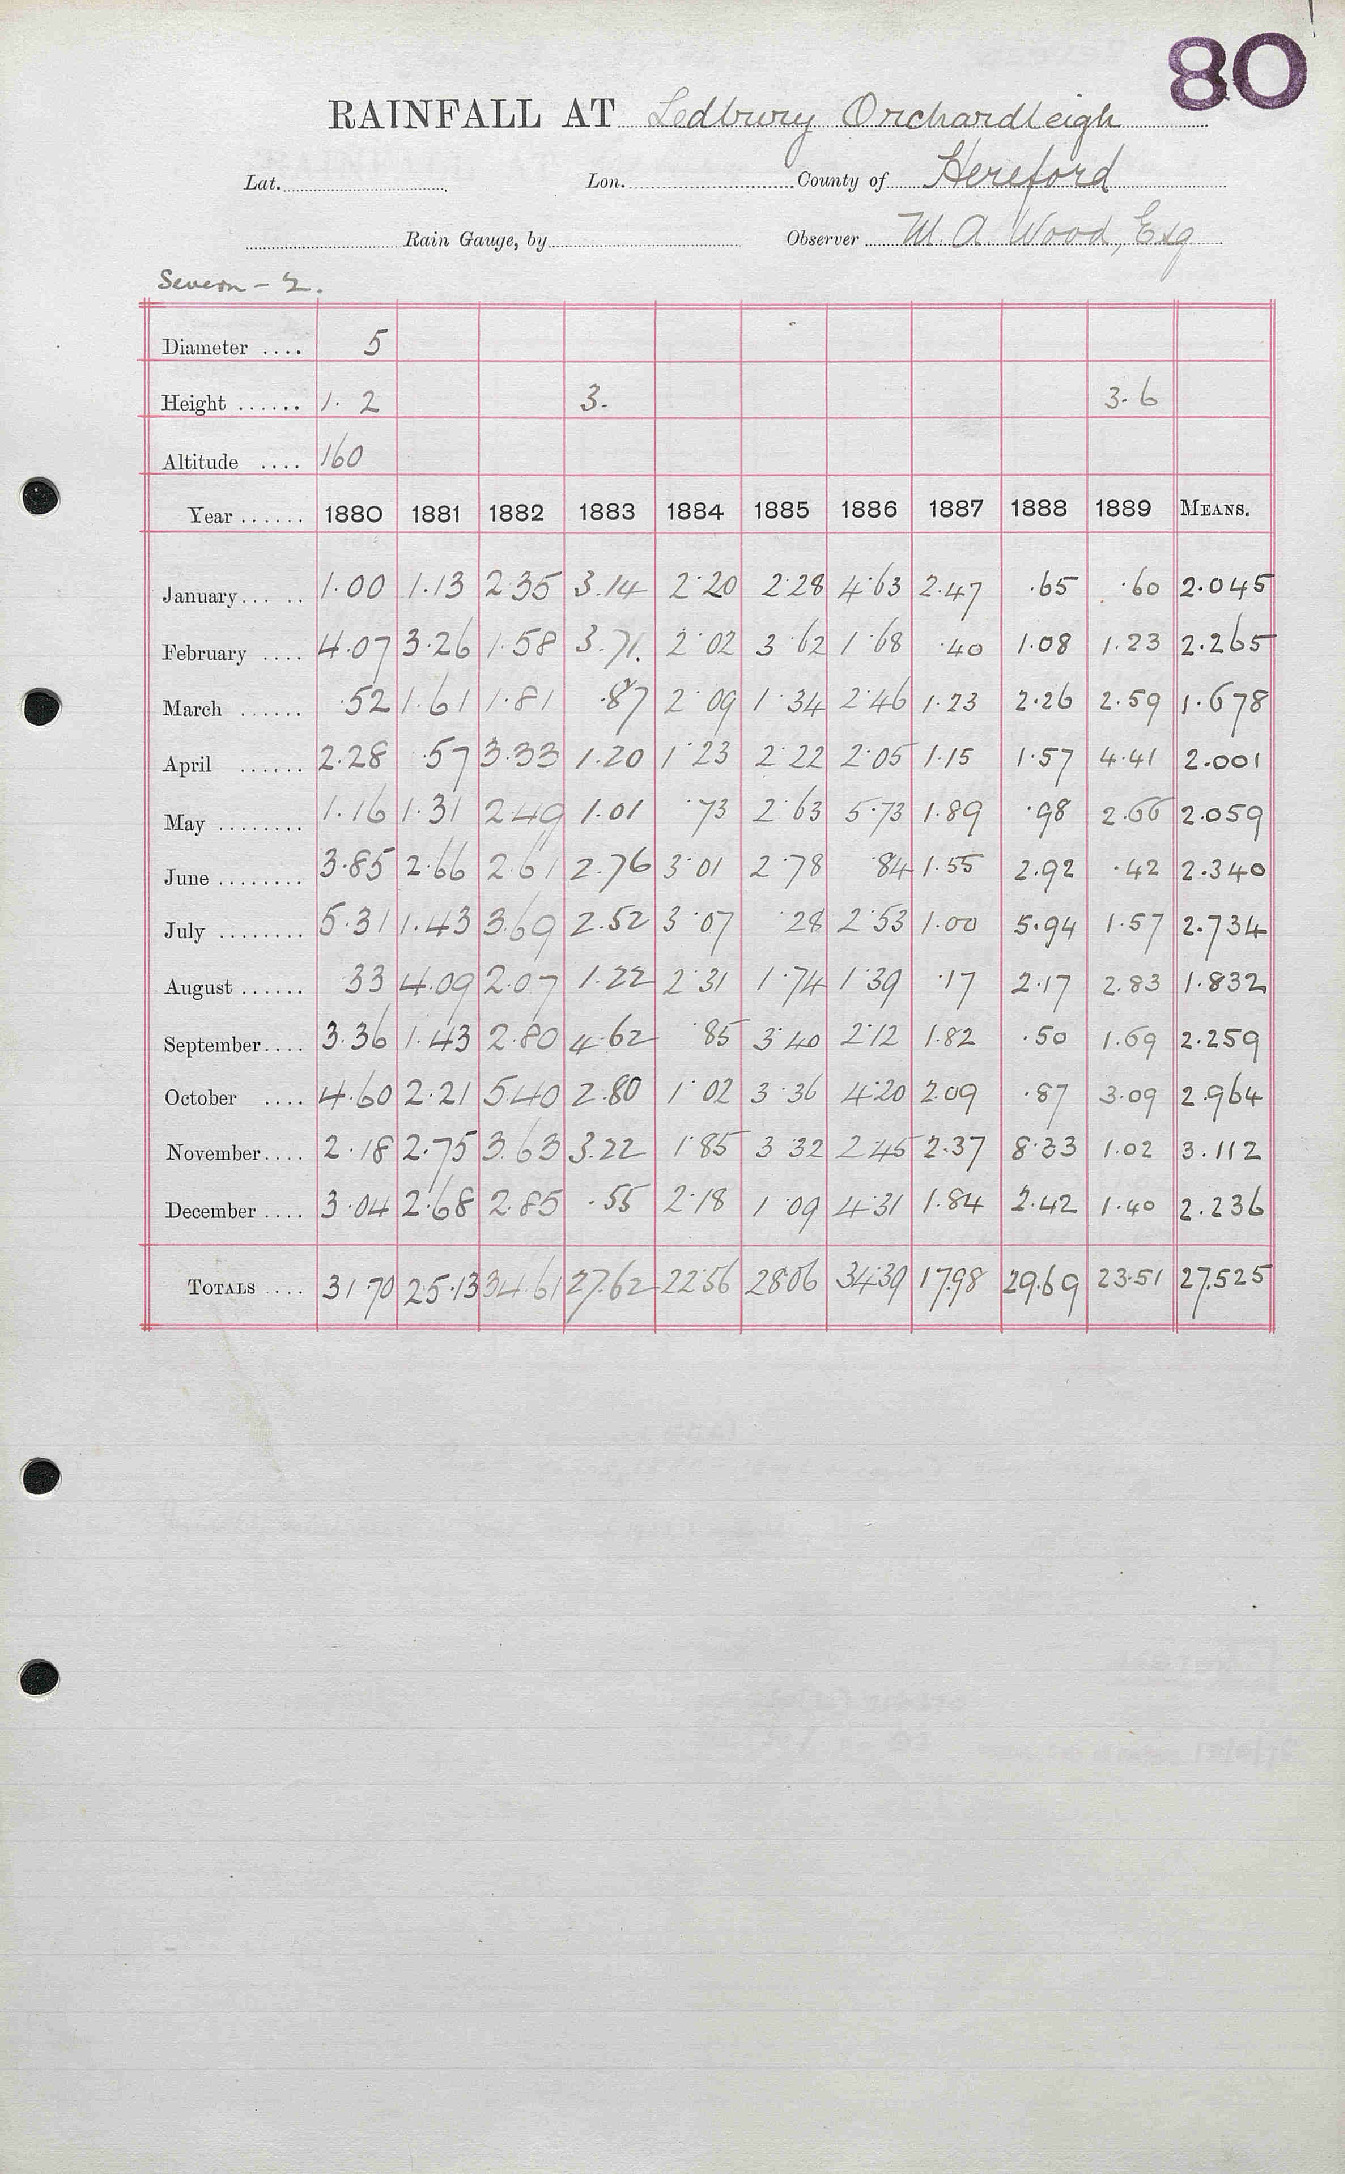 80
RAINFALL AT Ledbury Orchardleigh
Lat. Lon. County of Hereford
Rain Gauge, by Observer M. A. Wood, Esq
Severn - 2.
Diameter .... 5
Height ...... 1. 2 3. 3.6
Altitude .... 160
Year ...... 1880 1881 1882 1883 1884 1885 1886 1887 1888 1889 MEANS.
January... .. 1.00 1.13 2.35 3.14 2.20 2.28 4.63 2.47 .65 .60 2.045
February .... 4.07 3.26 1.58 3.71 2.02 3.62 1.68 .40 1.08 1.23 2.265
March ...... .52 1.61 1.81 .87 2.09 1.34 2.46 1.23 2.26 2.59 1.678
April ...... 2.28 .57 3.33 1.20 1.23 2.22 2.05 1.15 1.57 4.41 2.001
May ........ 1.16 1.31 2.49 1.01 .73 2.63 5.73 1.89 .98 2.66 2.059
June ........ 3.85 2.66 2.61 2.76 3.01 2.78 .84 1.55 2.92 .42 2.340
July ........ 5.31 1.43 3.69 2.52 3.07 .28 2.53 1.00 5.94 1.57 2.734
August ...... .33 4.09 2.07 1.22 2.31 1.74 1.39 .17 2.17 2.83 1.832
September.... 3.36 1.43 2.80 4.62 .85 3.40 2.12 1.82 .50 1.69 2.259
October .... 4.60 2.21 5.40 2.80 1.02 3.36 4.20 2.09 .87 3.09 2.964
November.... 2.18 2.75 3.63 3.22 1.85 3.32 2.45 2.37 8.33 1.02 3.112
December .... 3.04 2.68 2.85 .55 2.18 1.09 4.31 1.84 2.42 1.40 2.236
TOTALS .... 31.70 25.13 34.61 27.62 22.56 28.06 34.39 17.98 29.69 23.51 27.525